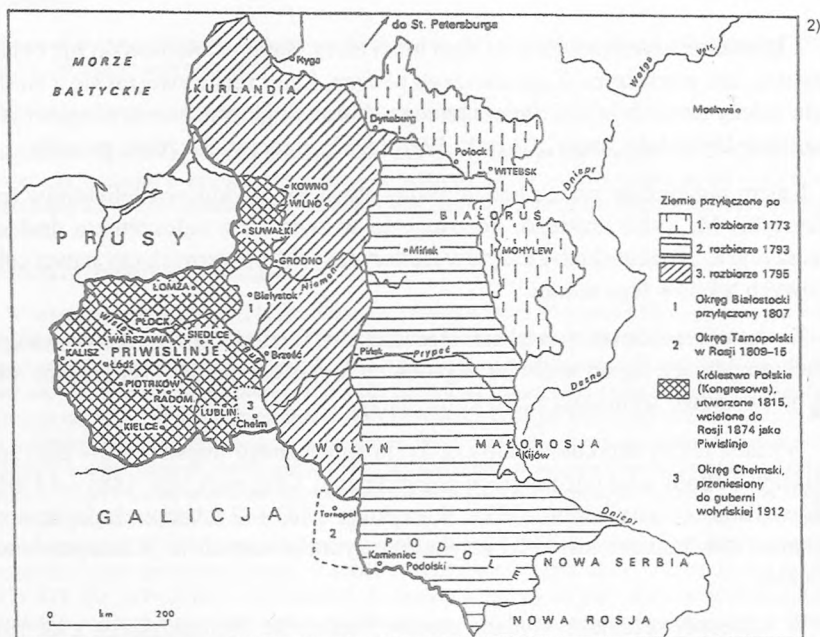 2)
do St. Petersburga
MORZE
BAŁTYCKIE
Ryga
KURLANDIA
Dynaburg
Połock
WITEBSK
Wołga
Moskwa
Dniepr
Ziemie przyłączone po
1. rozbiorze 1773
2. rozbiorze 1793
3. rozbiorze 1795
Okręg Białostocki
przyłączony 1807
Okręg Tarnopolski
w Rosji 1809–15
Królestwo Polskie
(Kongresowe),
utworzone 1815,
wcielone do
Rosji 1874 jako
Piwislinje
3 Okręg Chełmski,
przeniesiony
do guberni
wołyńskiej 1912
KOWNO
WILNO
PRUSY
SUWAŁKI
BIAŁORUŚ
Mińsk
MOHYLEW
GRODNO
Niemen
ŁOMŻA
Białystok
PŁOCK
WARSZAWA
SIEDLCE
KALISZ
PRIWISLINJE
Łódź
Brześć
Pińsk
Prypeć
Desna
PIOTRKÓW
RADOM
LUBLIN
3
Chełm
KIELCE
WOŁYŃ
MAŁOROSJA
Kijów
GALICJA
Tarnopol
2
PODO
Kamieniec
Podolski
Dniepr
NOWA SERBIA
NOWA ROSJA
0 km 200